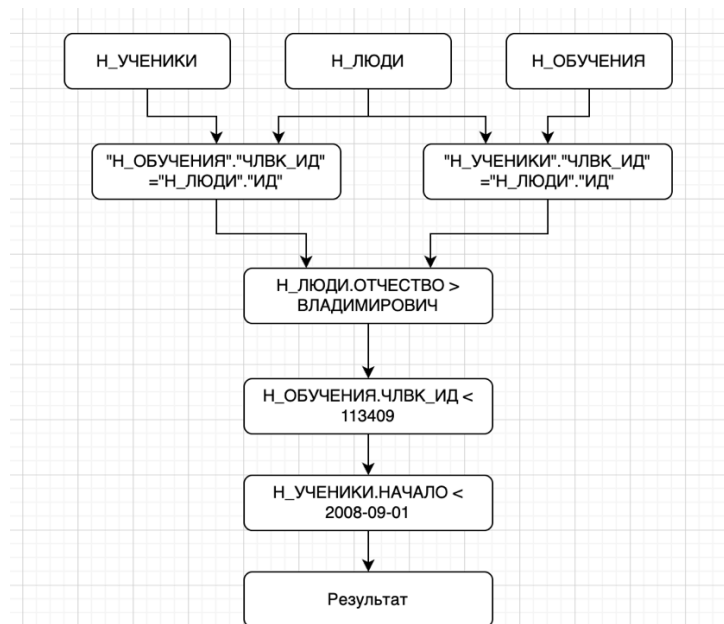 Н_УЧЕНИКИ
Н_ЛЮДИ
Н_ОБУЧЕНИЯ
"Н_ОБУЧЕНИЯ"."ЧЛВК_ИД"
="Н_ЛЮДИ"."ИД"
"Н_УЧЕНИКИ"."ЧЛВК_ИД"
="Н_ЛЮДИ"."ИД"
Н_ЛЮДИ.ОТЧЕСТВО >
ВЛАДИМИРОВИЧ
Н_ОБУЧЕНИЯ.ЧЛВК_ИД <
113409
Н_УЧЕНИКИ.НАЧАЛО <
2008-09-01
Результат